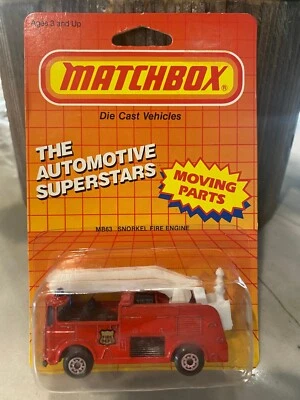 Ages 3 and Up
MATCHBOX®
Die Cast Vehicles
THE
AUTOMOTIVE
SUPERSTARS
MOVING
PARTS
MB63 SNORKEL FIRE ENGINE